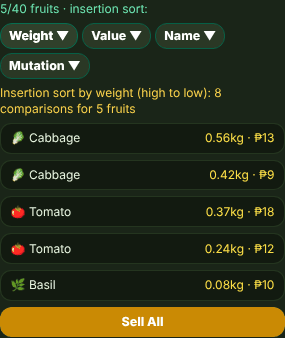 5/40 fruits · insertion sort:
Weight ▼ Value ▼ Name ▼
Mutation ▼
Insertion sort by weight (high to low): 8
comparisons for 5 fruits
🥬 Cabbage 0.56kg · ₱13
🥬 Cabbage 0.42kg · ₱9
🍅 Tomato 0.37kg · ₱18
🍅 Tomato 0.24kg · ₱12
🌿 Basil 0.08kg · ₱10
Sell All